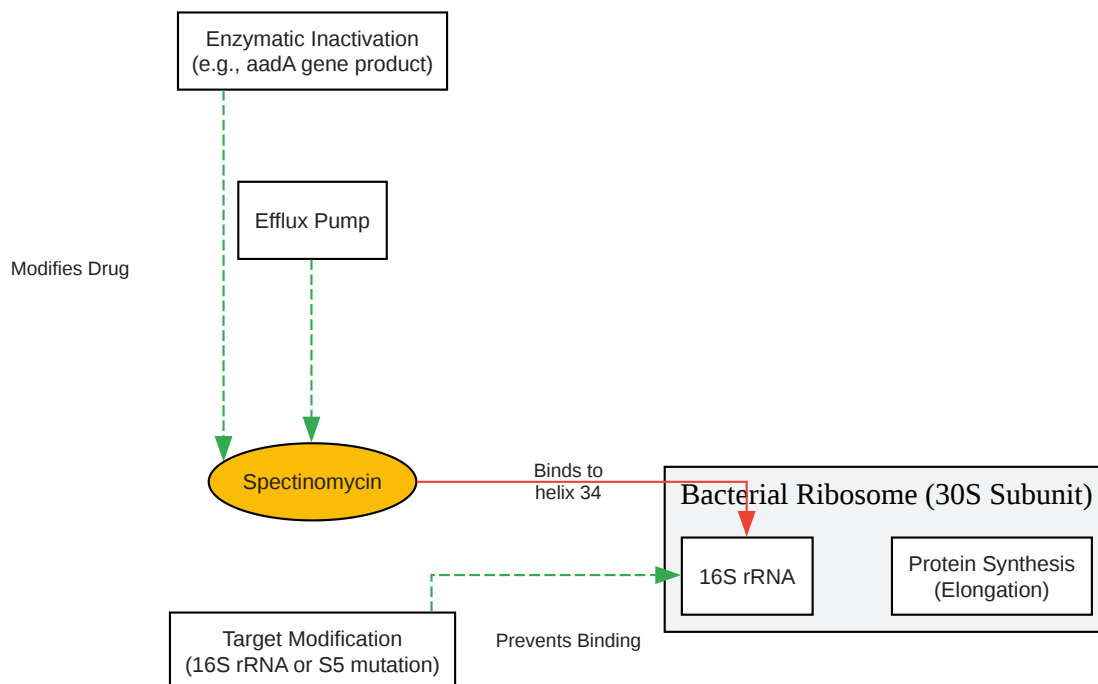 Enzymatic Inactivation
(e.g., aadA gene product)
Efflux Pump
Modifies Drug
Spectinomycin
Binds to
helix 34
Bacterial Ribosome (30S Subunit)
16S rRNA
Protein Synthesis
(Elongation)
Target Modification
(16S rRNA or S5 mutation)
Prevents Binding